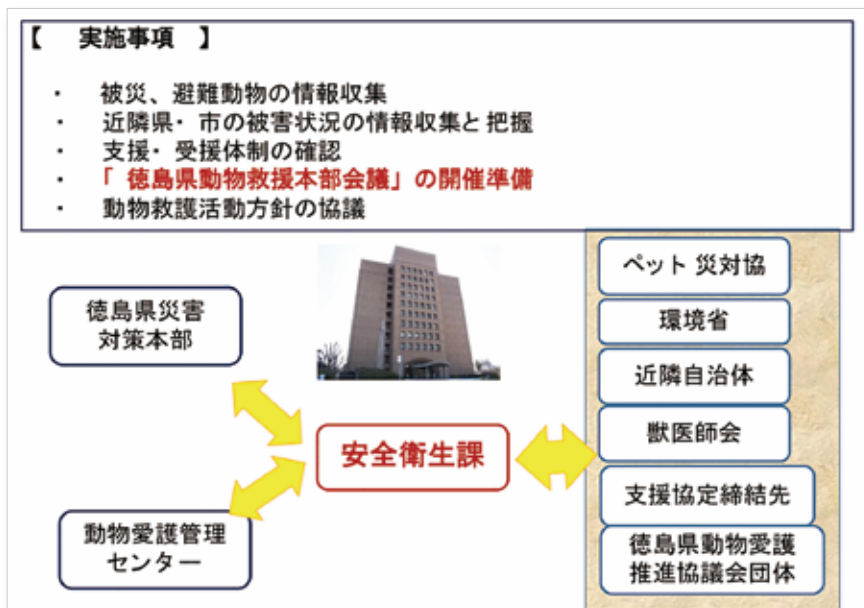 【 実施事項 】
・ 被災、避難動物の情報収集
・ 近隣県・市の被害状況の情報収集と把握
・ 支援・受援体制の確認
・ 「徳島県動物救援本部会議」の開催準備
・ 動物救護活動方針の協議
徳島県災害
対策本部
安全衛生課
動物愛護管理
センター
ペット災対協
環境省
近隣自治体
獣医師会
支援協定締結先
徳島県動物愛護
推進協議会団体